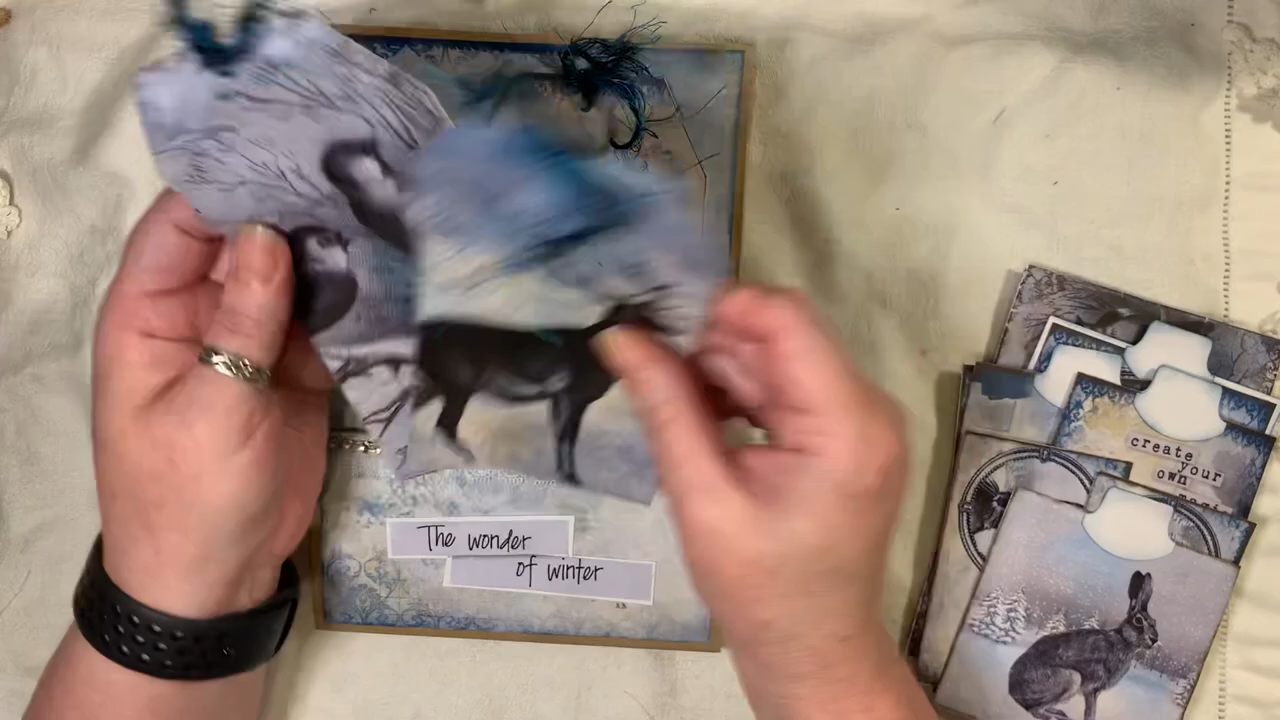 The wonder
of winter
create
your
own